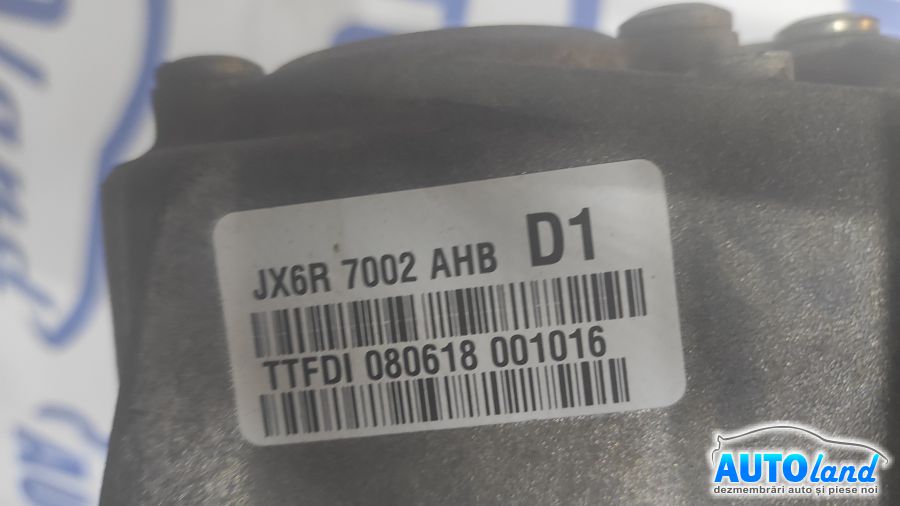 JX6R 7002 AHB D1
TTFDI 080618 001016
AUTOland
dezmembrări auto și piese noi